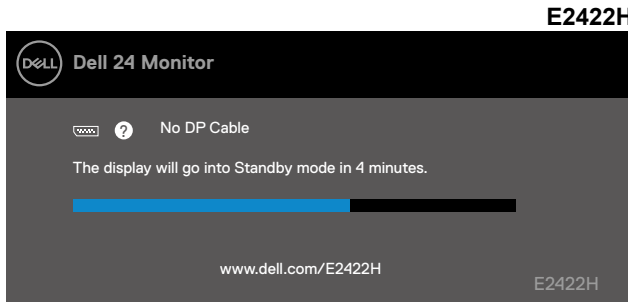 E2422H
DELL Dell 24 Monitor
? No DP Cable
The display will go into Standby mode in 4 minutes.
www.dell.com/E2422H
E2422H